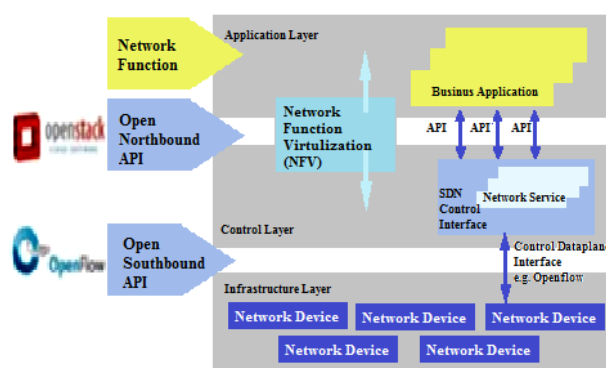 Network
Function
Application Layer
Businus Application
openstack
CLOUD SOFTWARE
Open
Northbound
API
Network
Function
Virtulization
(NFV)
API
API
API
SDN
Control
Interface
Network Service
Control Layer
OpenFlow
Open
Southbound
API
Control Dataplane
Interface
e.g. Openflow
Infrastructure Layer
Network Device
Network Device
Network Device
Network Device
Network Device